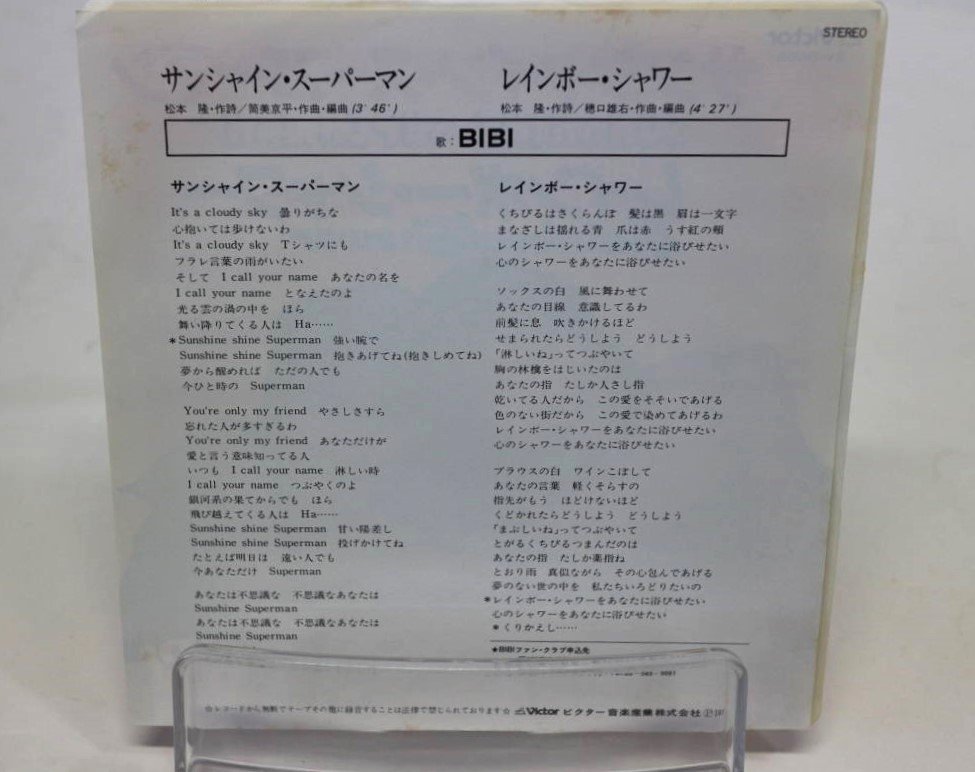 STEREO
サンシャイン・スーパーマン
松本 隆・作詩/筒美京平・作曲・編曲(3′46″)
レインボー・シャワー
松本 隆・作詩/穂口雄右・作曲・編曲(4′27″)
歌:BIBI
サンシャイン・スーパーマン
It's a cloudy sky 曇りがちな
心抱いては歩けないわ
It's a cloudy sky Tシャツにも
フラレ言葉の雨がいたい
そして I call your name あなたの名を
I call your name となえたのよ
光る雲の渦の中を ほら
舞い降りてくる人は Ha……
*Sunshine shine Superman 強い腕で
Sunshine shine Superman 抱きあげてね(抱きしめてね)
夢から醒めれば ただの人でも
今ひと時の Superman
You're only my friend やさしさすら
忘れた人が多すぎるわ
You're only my friend あなただけが
愛と言う意味知ってる人
いつも I call your name 淋しい時
I call your name つぶやくのよ
銀河系の果てからでも ほら
飛び越えてくる人は Ha……
Sunshine shine Superman 甘い陽差し
Sunshine shine Superman 投げかけてね
たとえば明日は 遠い人でも
今あなただけ Superman
あなたは不思議な 不思議なあなたは
Sunshine Superman
あなたは不思議な 不思議なあなたは
Sunshine Superman
レインボー・シャワー
くちびるはさくらんぼ 髪は黒 眉は一文字
まなざしは揺れる青 爪は赤 うす紅の頬
レインボー・シャワーをあなたに浴びせたい
心のシャワーをあなたに浴びせたい
ソックスの白 風に舞わせて
あなたの目線 意識してるわ
前髪に息 吹きかけるほど
せまられたらどうしよう どうしよう
「淋しいね」ってつぶやいて
胸の林檎をはじいたのは
あなたの指 たしか人さし指
乾いてる人だから この愛をそそいであげる
色のない街だから この愛で染めてあげるわ
レインボー・シャワーをあなたに浴びせたい
心のシャワーをあなたに浴びせたい
ブラウスの白 ワインこぼして
あなたの言葉 軽くそらすの
指先がもう ほどけないほど
くどかれたらどうしよう どうしよう
「まぶしいね」ってつぶやいて
とがるくちびるつまんだのは
あなたの指 たしか薬指ね
とおり雨 真似ながら その心包んであげる
夢のない世の中を 私たちいろどりたいの
*レインボー・シャワーをあなたに浴びせたい
心のシャワーをあなたに浴びせたい
*くりかえし……
★BIBIファン・クラブ申込先
☆レコードから無断でテープその他に録音することは法律で禁じられております☆ Victor ビクター音楽産業株式会社